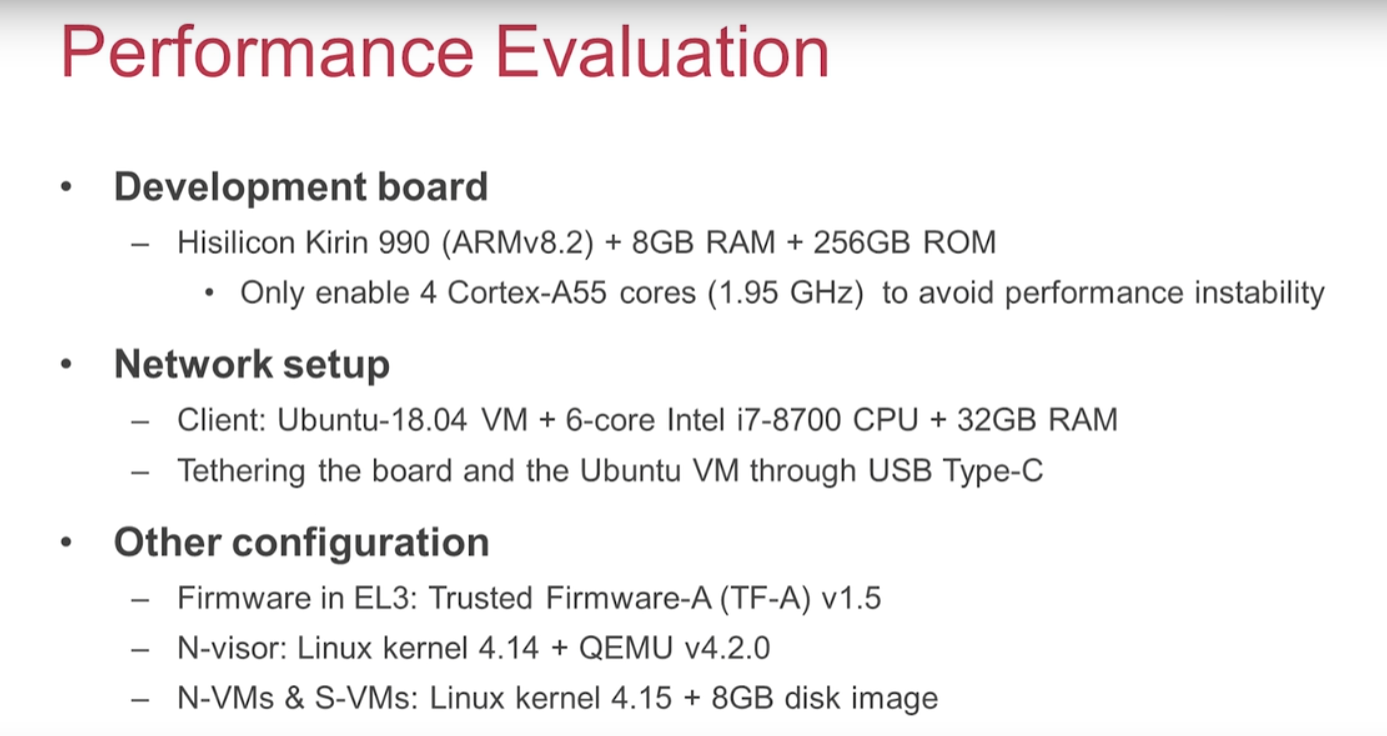 Performance Evaluation
• Development board
– Hisilicon Kirin 990 (ARMv8.2) + 8GB RAM + 256GB ROM
• Only enable 4 Cortex-A55 cores (1.95 GHz) to avoid performance instability
• Network setup
– Client: Ubuntu-18.04 VM + 6-core Intel i7-8700 CPU + 32GB RAM
– Tethering the board and the Ubuntu VM through USB Type-C
• Other configuration
– Firmware in EL3: Trusted Firmware-A (TF-A) v1.5
– N-visor: Linux kernel 4.14 + QEMU v4.2.0
– N-VMs & S-VMs: Linux kernel 4.15 + 8GB disk image